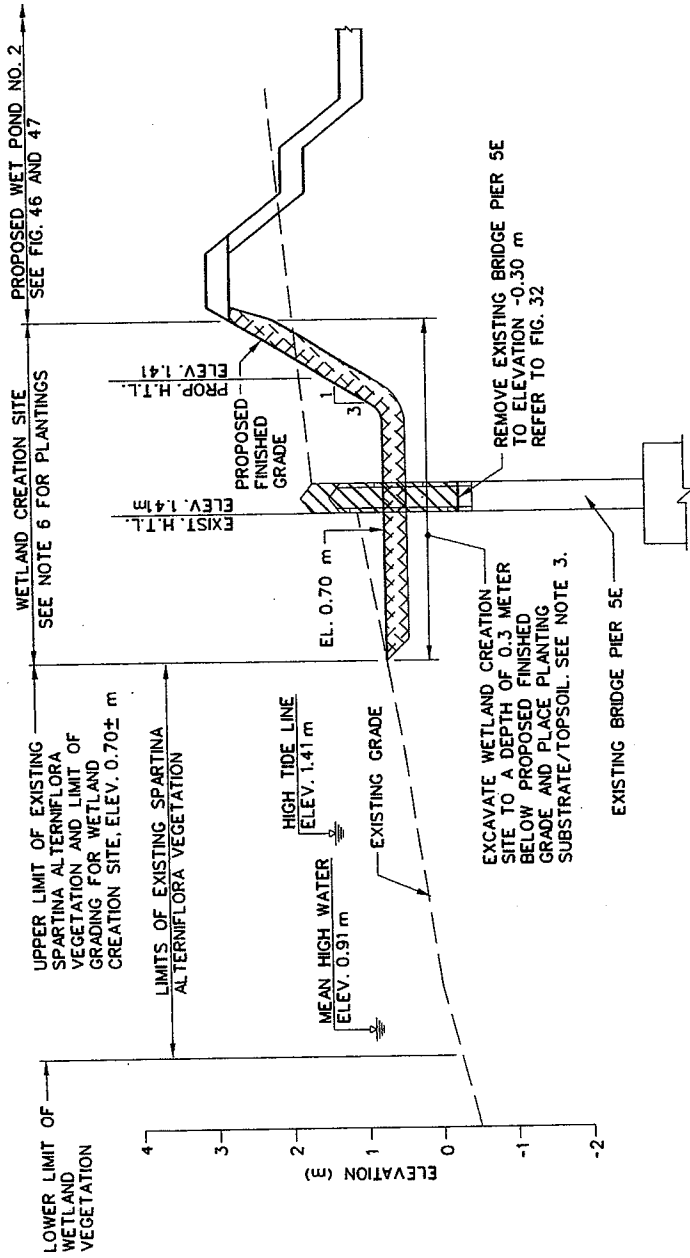 LOWER LIMIT OF
WETLAND
VEGETATION
UPPER LIMIT OF EXISTING
SPARTINA ALTERNIFLORA
VEGETATION AND LIMIT OF
GRADING FOR WETLAND
CREATION SITE, ELEV. 0.70± m
LIMITS OF EXISTING SPARTINA
ALTERNIFLORA VEGETATION
WETLAND CREATION SITE
SEE NOTE 6 FOR PLANTINGS
PROPOSED WET POND NO. 2
SEE FIG. 46 AND 47
MEAN HIGH WATER
ELEV. 0.91 m
HIGH TIDE LINE
ELEV. 1.41 m
EXISTING GRADE
EL. 0.70 m
EXIST. H.T.L.
ELEV. 1.41m
PROPOSED
FINISHED
GRADE
PROP. H.T.L.
ELEV. 1.41
1
3
REMOVE EXISTING BRIDGE PIER 5E
TO ELEVATION -0.30 m
REFER TO FIG. 32
EXCAVATE WETLAND CREATION
SITE TO A DEPTH OF 0.3 METER
BELOW PROPOSED FINISHED
GRADE AND PLACE PLANTING
SUBSTRATE/TOPSOIL. SEE NOTE 3.
EXISTING BRIDGE PIER 5E
ELEVATION (m)
4
3
2
1
0
-1
-2